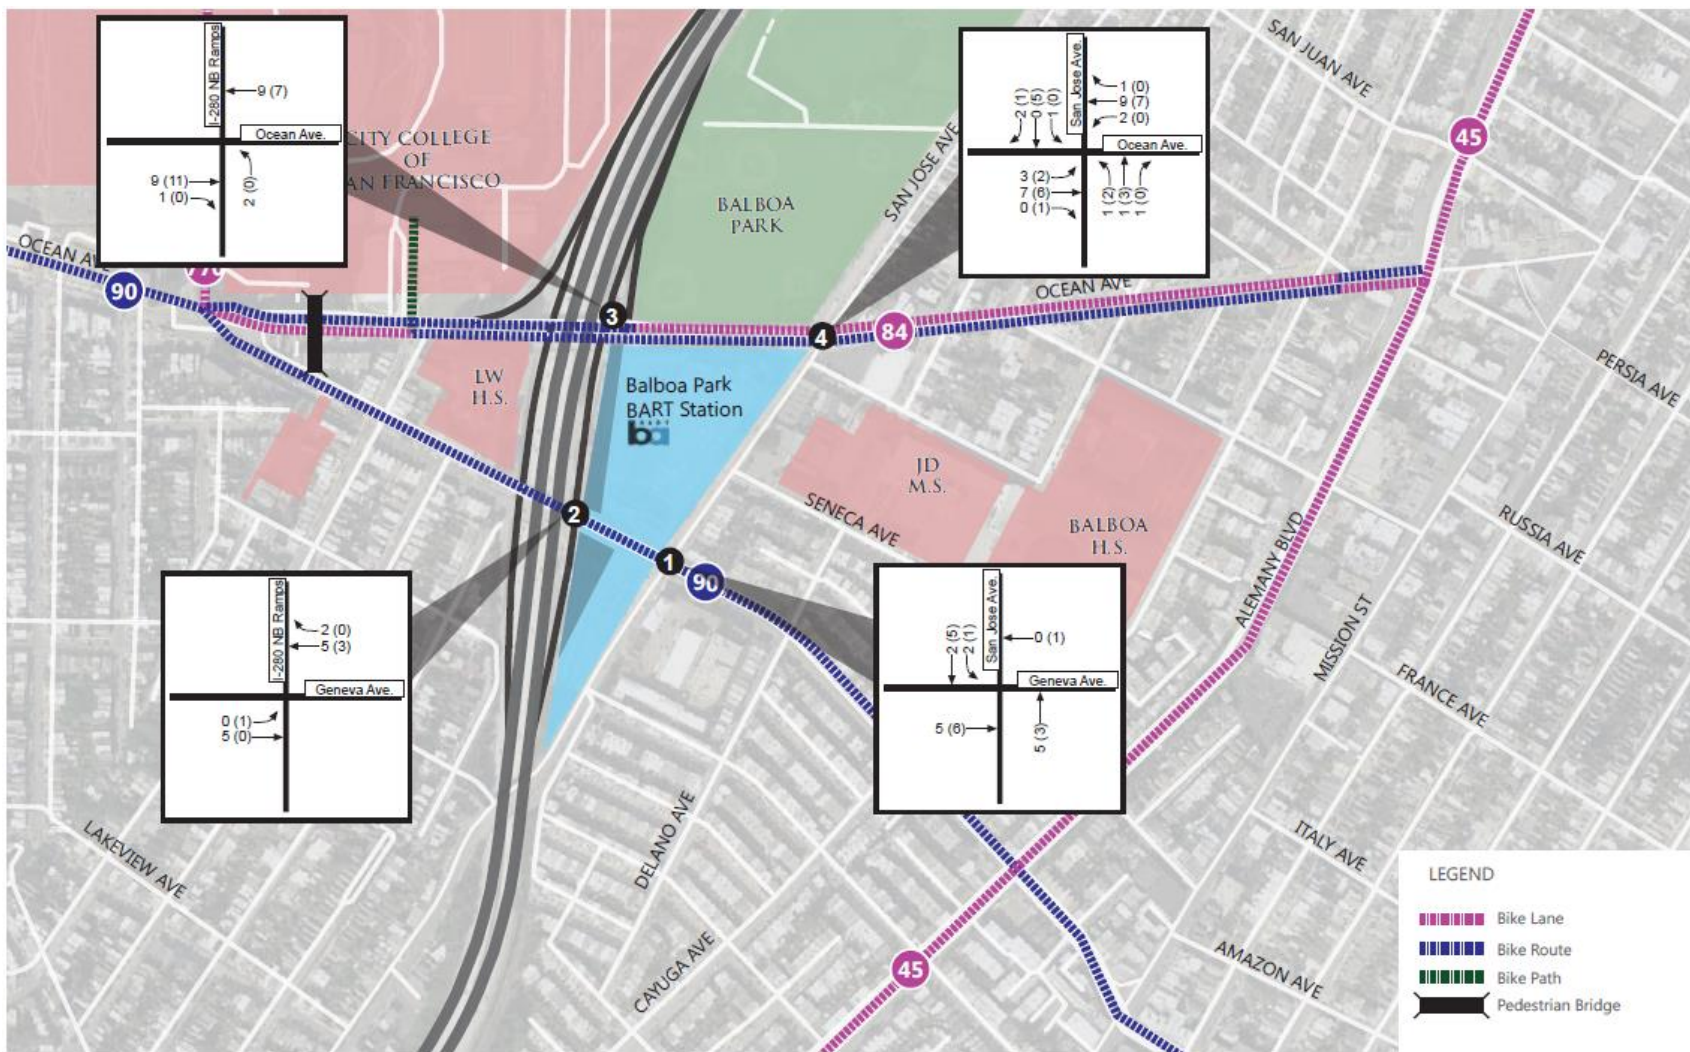 I-280 NB Ramps
9 (7)
Ocean Ave.
9 (11)
1 (0)
2 (0)
San Jose Ave.
2 (1)
0 (5)
1 (0)
1 (0)
9 (7)
2 (0)
Ocean Ave.
3 (2)
7 (6)
0 (1)
1 (2)
1 (3)
1 (0)
SAN JUAN AVE
45
CITY COLLEGE
OF
AN FRANCISCO
BALBOA
PARK
SAN JOSE AVE
OCEAN AVE
90
OCEAN AVE
3
4
84
PERSIA AVE
LW
H.S.
Balboa Park
BART Station
ba
JD
M.S.
SENECA AVE
BALBOA
H.S.
RUSSIA AVE
2
1
90
ALEMANY BLVD
MISSION ST
FRANCE AVE
I-280 NB Ramps
2 (0)
5 (3)
Geneva Ave.
0 (1)
5 (0)
San Jose Ave.
2 (5)
2 (1)
0 (1)
Geneva Ave.
5 (6)
5 (3)
LAKEVIEW AVE
DELANO AVE
ITALY AVE
CAYUGA AVE
45
AMAZON AVE
LEGEND
Bike Lane
Bike Route
Bike Path
Pedestrian Bridge